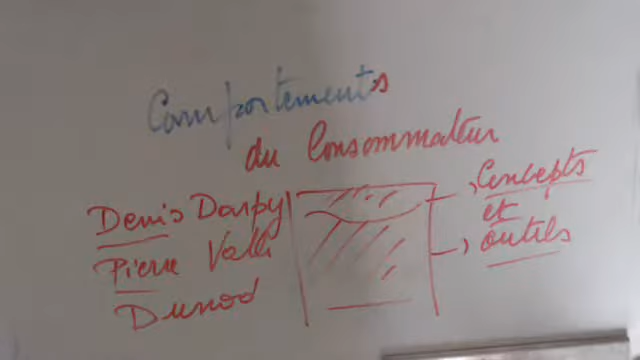 Comportements
du Consommateur
Denis Darpy
Pierre Volle
Dunod
Concepts
et
outils